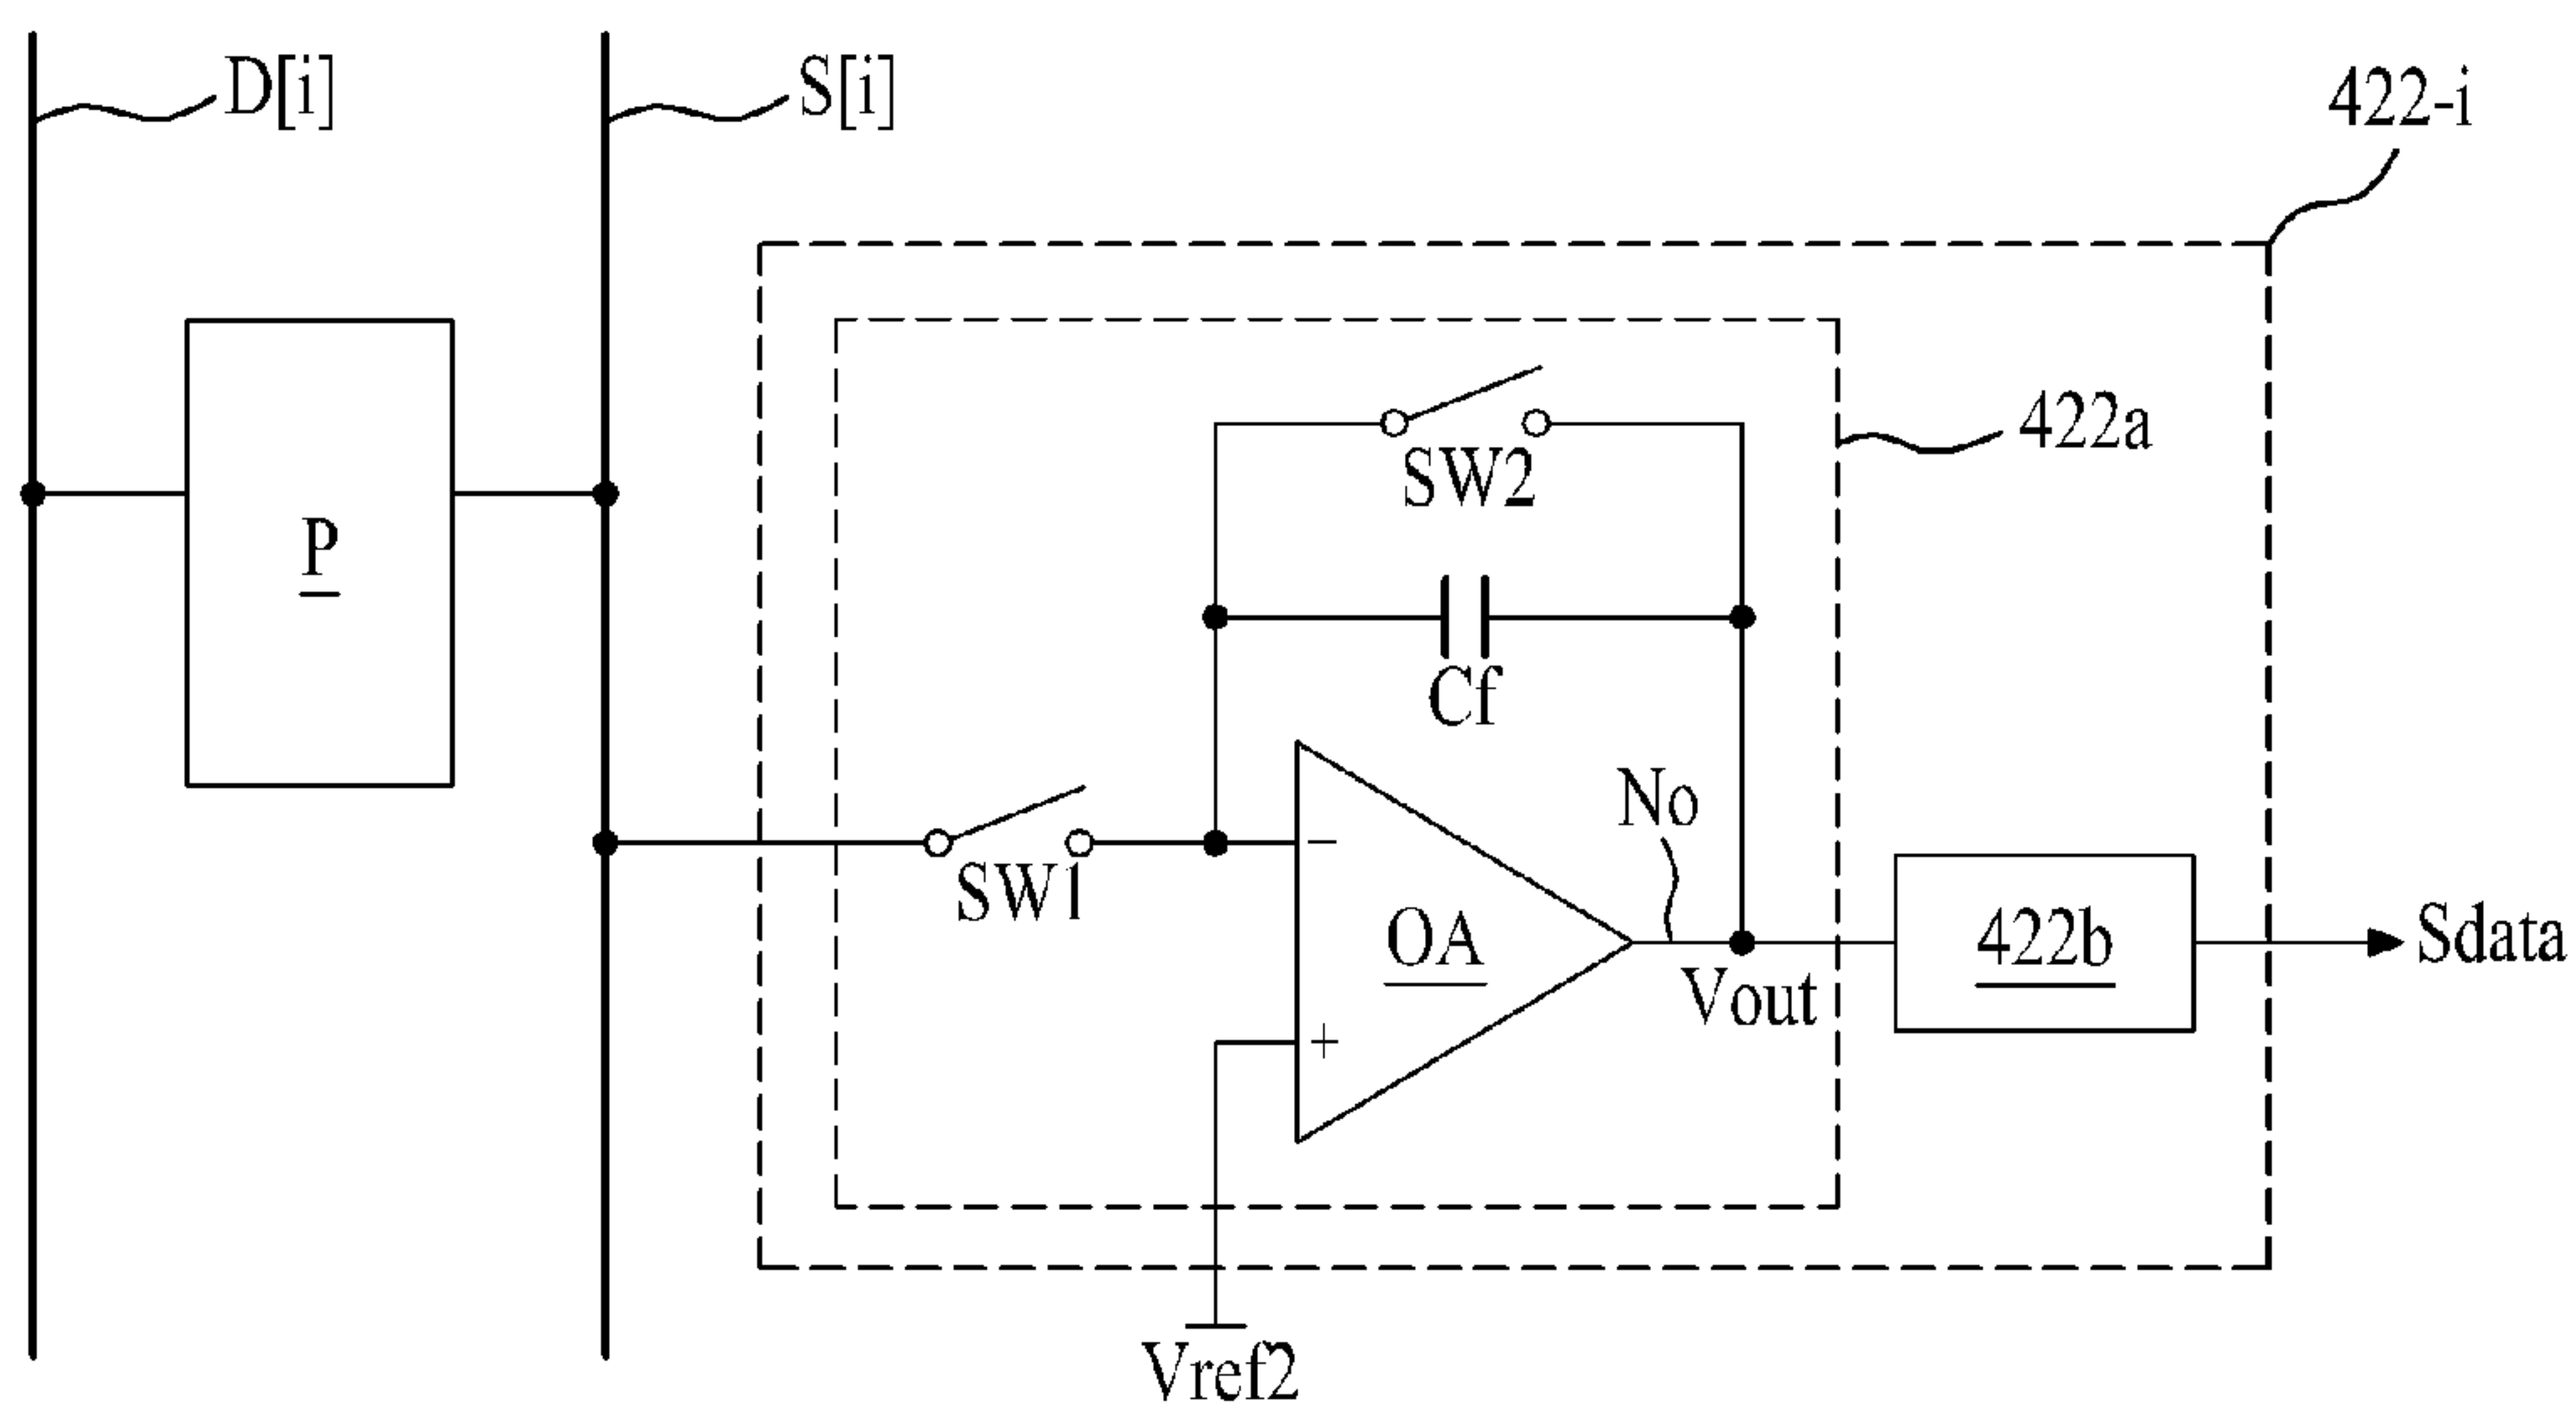 D[i]
S[i]
422-i
422a
SW2
P
Cf
No
SW1
−
OA
422b
Sdata
Vout
+
Vref2